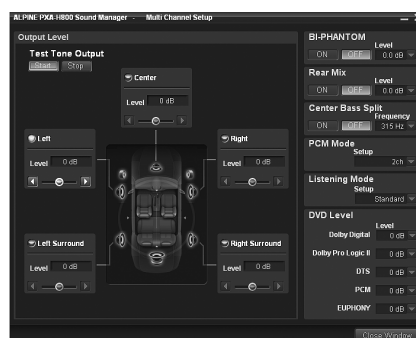 ALPINE PXA-H800 Sound Manager - Multi Channel Setup
Output Level
Test Tone Output
Start Stop
Center
Level 0 dB
Left
Level 0 dB
Right
Level 0 dB
Left Surround
Level 0 dB
Right Surround
Level 0 dB
BI-PHANTOM
Level
ON OFF 0.0 dB
Rear Mix
Level
ON OFF 0.0 dB
Center Bass Split
Frequency
ON OFF 315 Hz
PCM Mode
Setup
2ch
Listening Mode
Setup
Standard
DVD Level
Level
Dolby Digital 0 dB
Dolby Pro Logic II 0 dB
DTS 0 dB
PCM 0 dB
EUPHONY 0 dB
Close Window